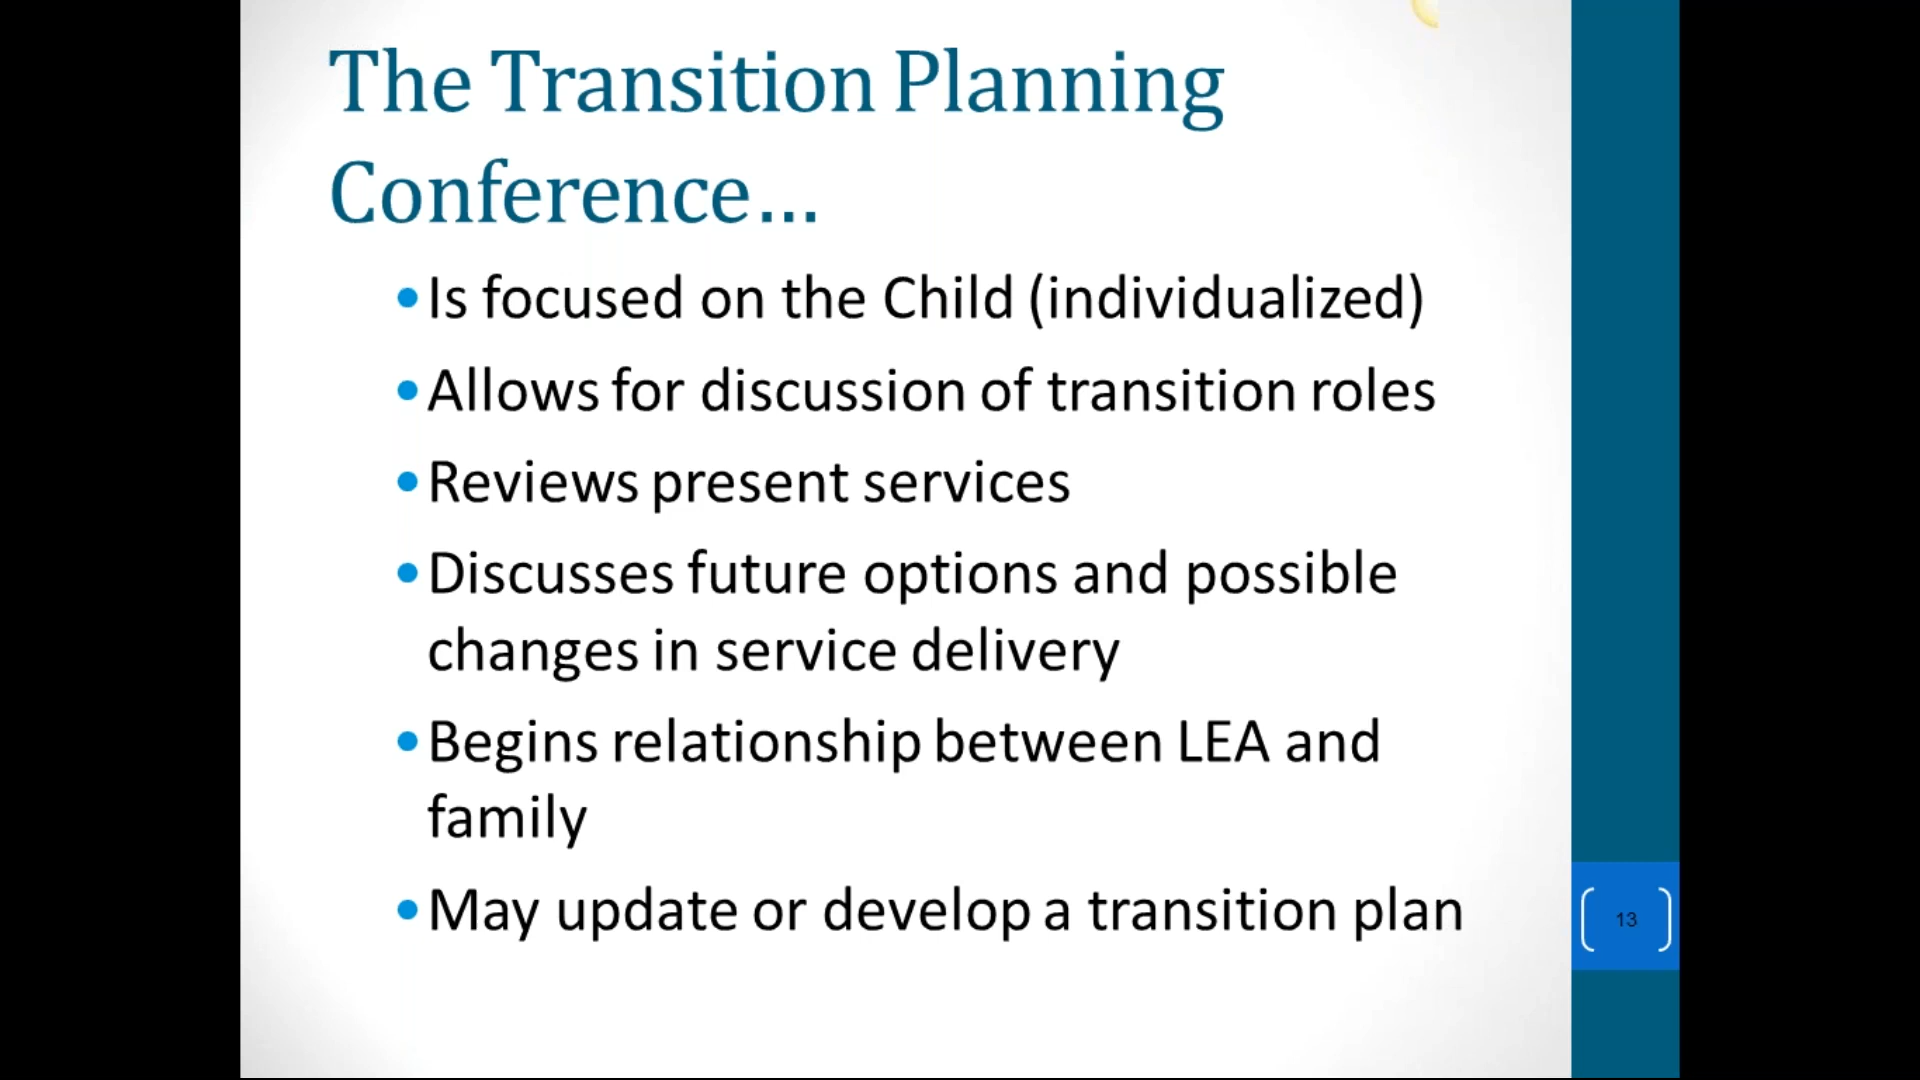 The Transition Planning
Conference...
•Is focused on the Child (individualized)
•Allows for discussion of transition roles
•Reviews present services
•Discusses future options and possible
changes in service delivery
•Begins relationship between LEA and
family
•May update or develop a transition plan
13